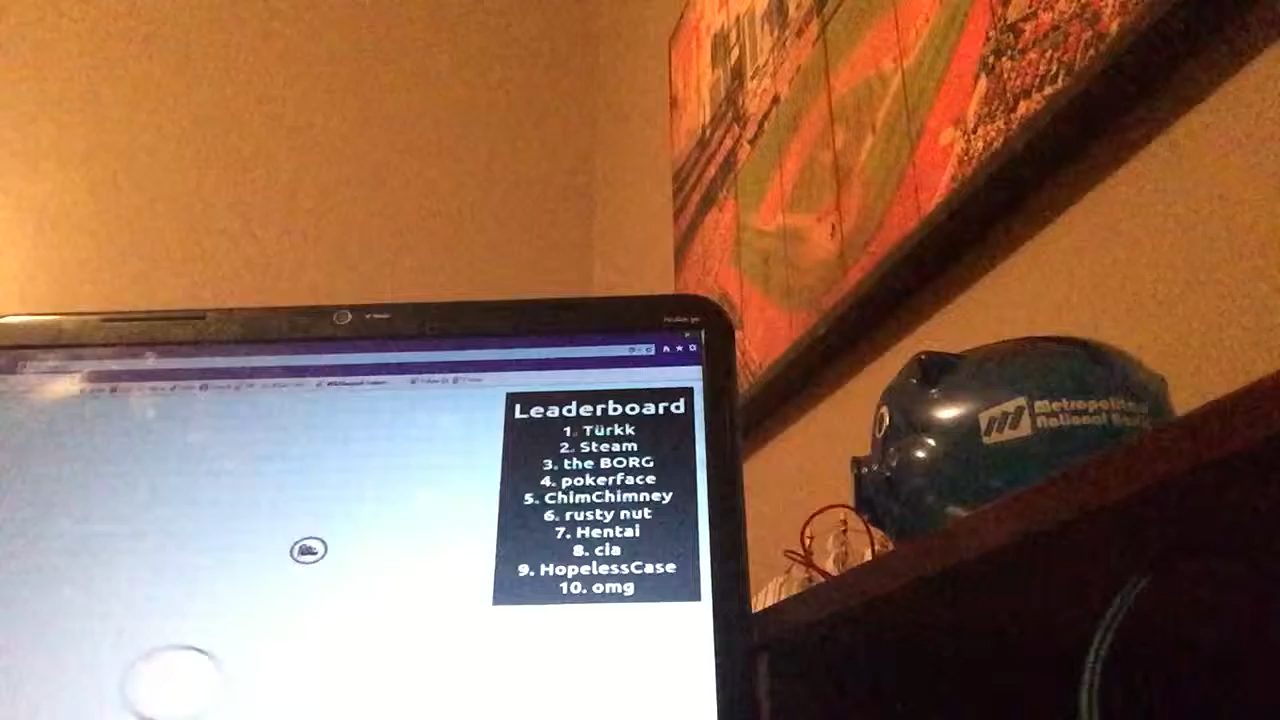 Leaderboard
1. Türkk
2. Steam
3. the BORG
4. pokerface
5. ChimChimney
6. rusty nut
7. Hentai
8. cia
9. HopelessCase
10. omg
Metropolitan
National Bank